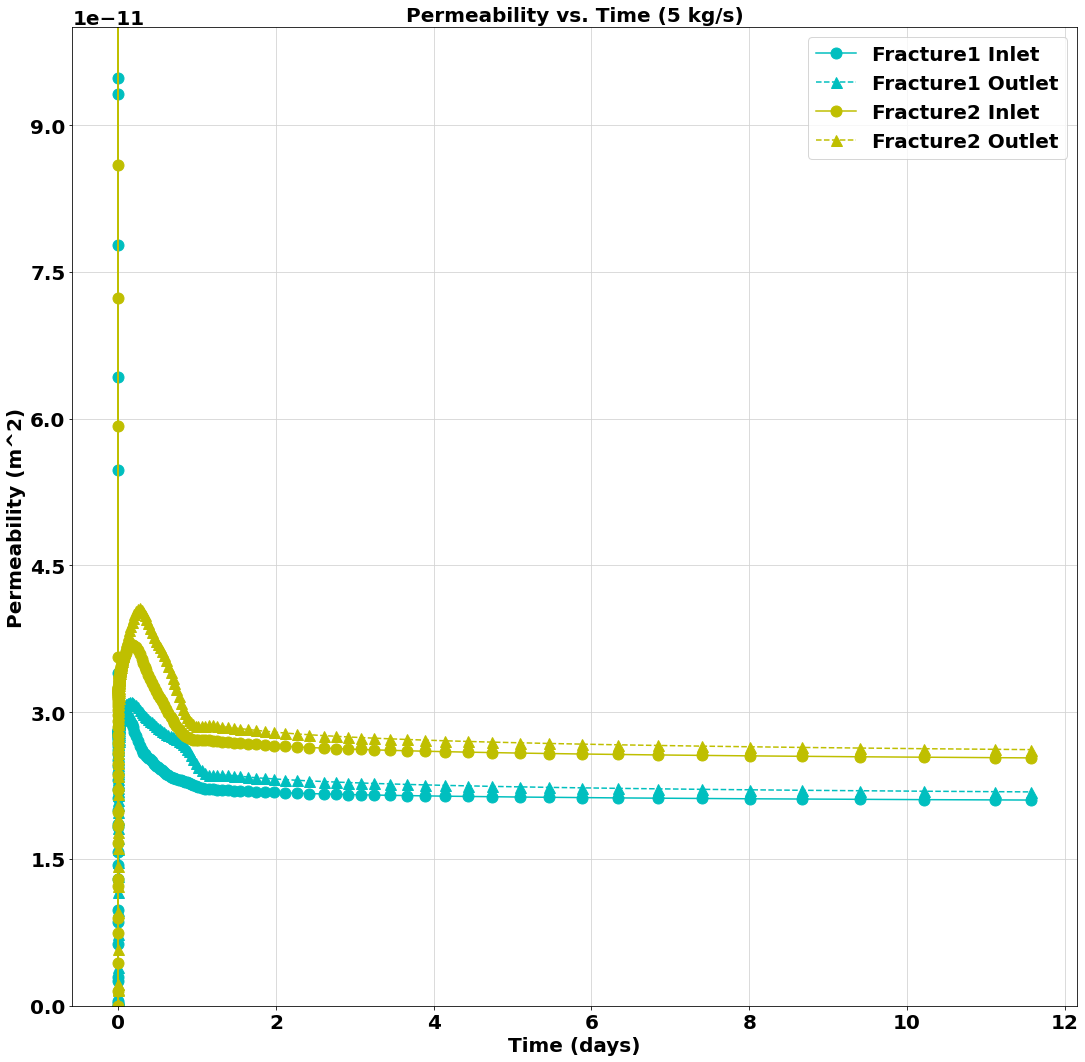 Permeability vs. Time (5 kg/s)
1e−11
Fracture1 Inlet
Fracture1 Outlet
Fracture2 Inlet
Fracture2 Outlet
9.0
7.5
6.0
4.5
3.0
1.5
0.0
Permeability (m^2)
0 2 4 6 8 10 12
Time (days)